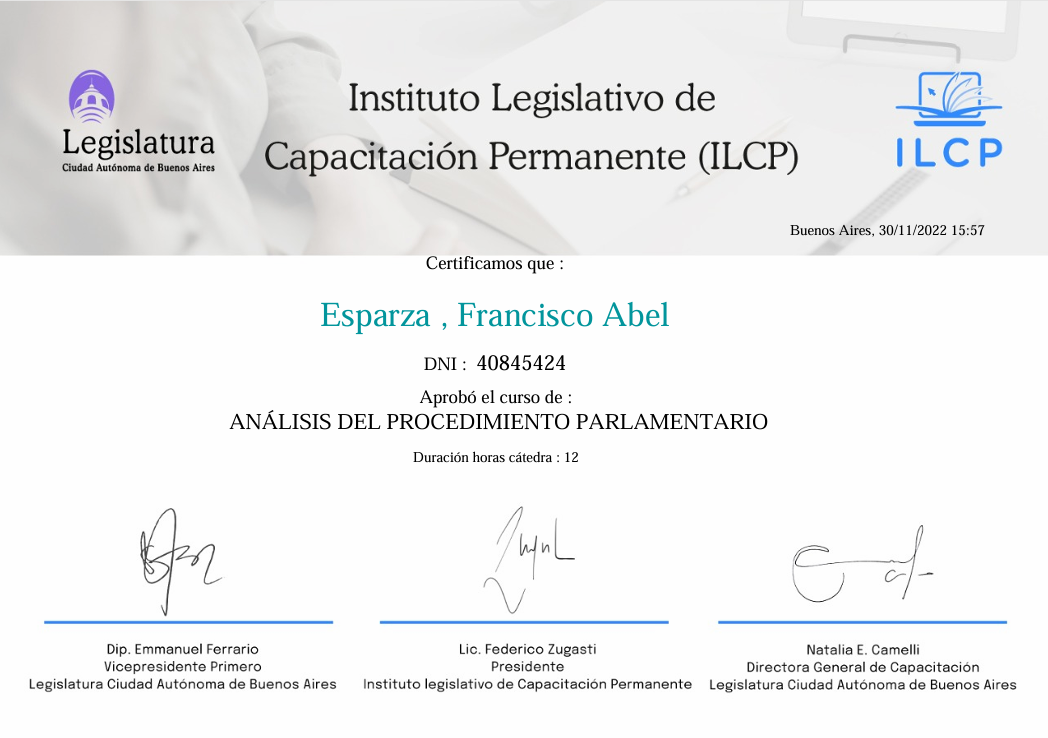 Legislatura
Ciudad Autónoma de Buenos Aires
Instituto Legislativo de
Capacitación Permanente (ILCP)
ILCP
Buenos Aires, 30/11/2022 15:57
Certificamos que :
Esparza , Francisco Abel
DNI : 40845424
Aprobó el curso de :
ANÁLISIS DEL PROCEDIMIENTO PARLAMENTARIO
Duración horas cátedra : 12
Dip. Emmanuel Ferrario
Vicepresidente Primero
Legislatura Ciudad Autónoma de Buenos Aires
Lic. Federico Zugasti
Presidente
Instituto legislativo de Capacitación Permanente
Natalia E. Camelli
Directora General de Capacitación
Legislatura Ciudad Autónoma de Buenos Aires